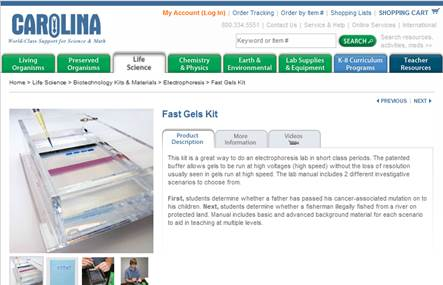 CAROLINA
World-Class Support for Science & Math
My Account (Log In) | Order Tracking | Order by Item # | Shopping Lists | SHOPPING CART
800.334.5551 | Contact Us | Service & Help | Online Services | International
Keyword or item #
SEARCH
Search resources, activities, msds >>
Living Organisms
Preserved Organisms
Life Science
Chemistry & Physics
Earth & Environmental
Lab Supplies & Equipment
K-8 Curriculum Programs
Teacher Resources
Home > Life Science > Biotechnology Kits & Materials > Electrophoresis > Fast Gels Kit
PREVIOUS | NEXT
Fast Gels Kit
Product Description
More Information
Videos
This kit is a great way to do an electrophoresis lab in short class periods. The patented
buffer allows gels to be run at high voltages (high speed) without the loss of resolution
usually seen in gels run at high speed. The lab manual includes 2 different investigative
scenarios to choose from.
First, students determine whether a father has passed his cancer-associated mutation on to
his children. Next, students determine whether a fisherman illegally fished from a river on
protected land. Manual includes basic and advanced background material for each scenario
to aid in teaching at multiple levels.